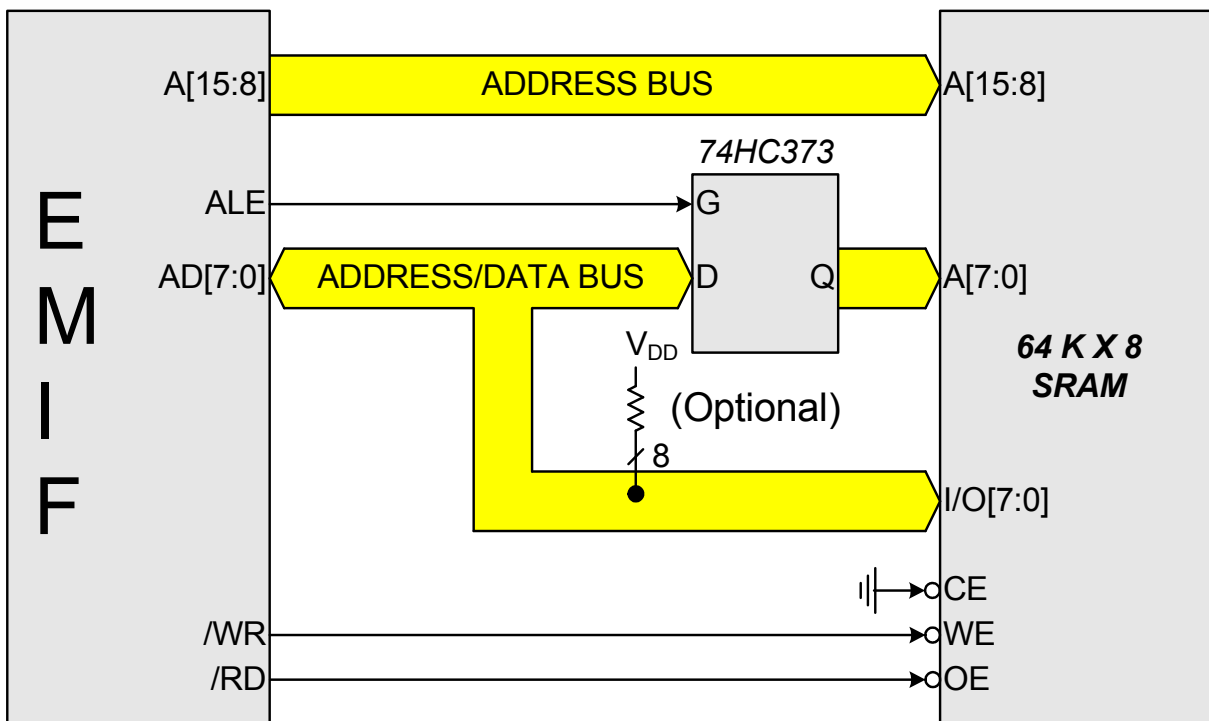 A[15:8] ADDRESS BUS A[15:8]
74HC373
ALE G
AD[7:0] ADDRESS/DATA BUS D Q A[7:0]
E
M
I
F
VDD
(Optional)
8
64 K X 8
SRAM
I/O[7:0]
CE
/WR WE
/RD OE